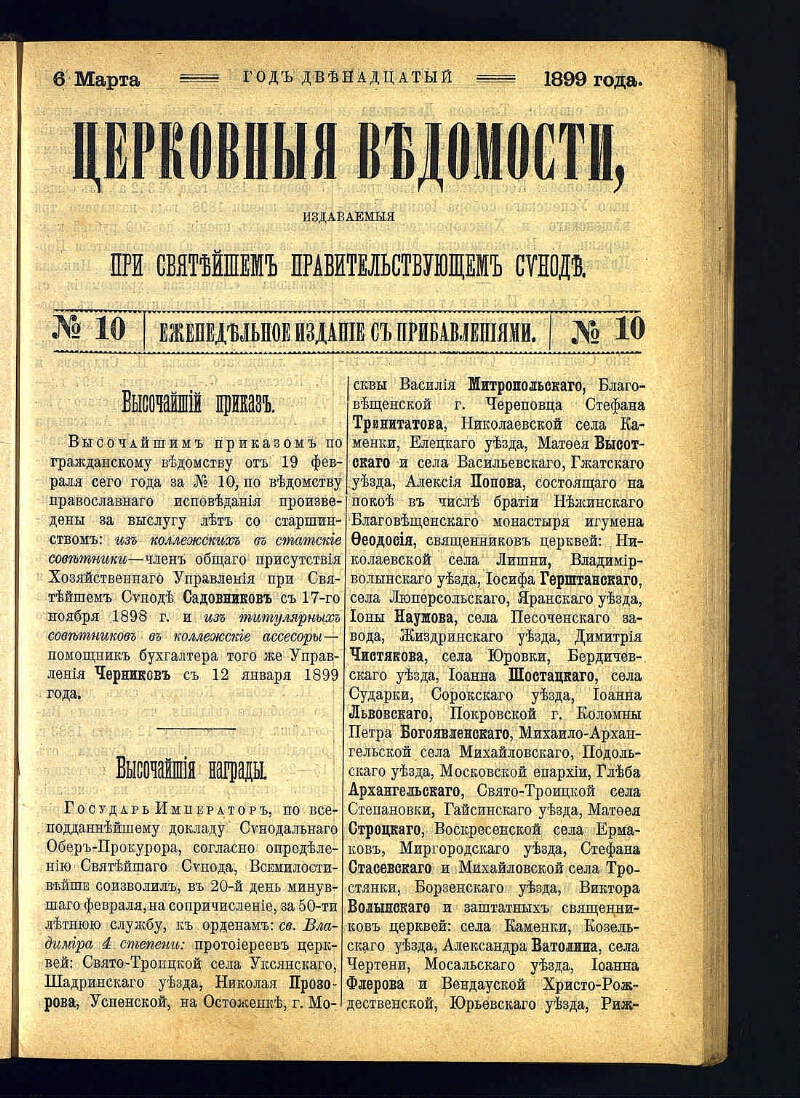 6 Марта
ГОДЪ ДВѢНАДЦАТЫЙ
1899 года.
ЦЕРКОВНЫЯ ВѢДОМОСТИ,
ИЗДАВАЕМЫЯ
ПРИ СВЯТѢЙШЕМЪ ПРАВИТЕЛЬСТВУЮЩЕМЪ СѴНОДѢ.
№ 10
ЕЖЕНЕДѢЛЬНОЕ ИЗДАНІЕ СЪ ПРИБАВЛЕНІЯМИ.
№ 10
Высочайшій приказъ.
Высочайшимъ приказомъ по
гражданскому вѣдомству отъ 19 фев-
раля сего года за № 10, по вѣдомству
православнаго исповѣданія произве-
дены за выслугу лѣтъ со старшин-
ствомъ: изъ коллежскихъ въ статскіе
совѣтники—членъ общаго присутствія
Хозяйственнаго Управленія при Свя-
тѣйшемъ Сѵнодѣ Садовниковъ съ 17-го
ноября 1898 г. и изъ титулярныхъ
совѣтниковъ въ коллежскіе ассесоры—
помощникъ бухгалтера того же Управ-
ленія Черниковъ съ 12 января 1899
года.
Высочайшія награды.
Государь Императоръ, по все-
подданнѣйшему докладу Сѵнодальнаго
Оберъ-Прокурора, согласно опредѣле-
нію Святѣйшаго Сѵнода, Всемилости-
вѣйше соизволилъ, въ 20-й день минув-
шаго февраля, на сопричисленіе, за 50-ти
лѣтнюю службу, къ орденамъ: св. Вла-
диміра 4 степени: протоіереевъ церк-
вей: Свято-Троицкой села Уксянскаго,
Шадринскаго уѣзда, Николая Прозо-
рова, Успенской, на Остоженкѣ, г. Мо-
сквы Василія Митропольскаго, Благо-
вѣщенской г. Череповца Стефана
Тринитатова, Николаевской села Ка-
менки, Елецкаго уѣзда, Матѳея Высот-
скаго и села Васильевскаго, Гжатскаго
уѣзда, Алексія Попова, состоящаго на
покоѣ въ числѣ братіи Нѣжинскаго
Благовѣщенскаго монастыря игумена
Ѳеодосія, священниковъ церквей: Ни-
колаевской села Лишни, Владимір-
волынскаго уѣзда, Іосифа Герштанскаго,
села Люперсольскаго, Яранскаго уѣзда,
Іоны Наумова, села Песоченскаго за-
вода, Жиздринскаго уѣзда, Димитрія
Чистякова, села Юровки, Бердичев-
скаго уѣзда, Іоанна Шостацкаго, села
Сударки, Сорокскаго уѣзда, Іоанна
Львовскаго, Покровской г. Коломны
Петра Богоявленскаго, Михаило-Архан-
гельской села Михайловскаго, Подоль-
скаго уѣзда, Московской епархіи, Глѣба
Архангельскаго, Свято-Троицкой села
Степановки, Гайсинскаго уѣзда, Матѳея
Строцкаго, Воскресенской села Ерма-
ковъ, Миргородскаго уѣзда, Стефана
Стасевскаго и Михайловской села Тро-
стянки, Борзенскаго уѣзда, Виктора
Волынскаго и заштатныхъ священни-
ковъ церквей: села Каменки, Козель-
скаго уѣзда, Александра Ватолина, села
Чертени, Мосальскаго уѣзда, Іоанна
Флерова и Вендауской Христо-Рож-
дественской, Юрьевскаго уѣзда, Риж-